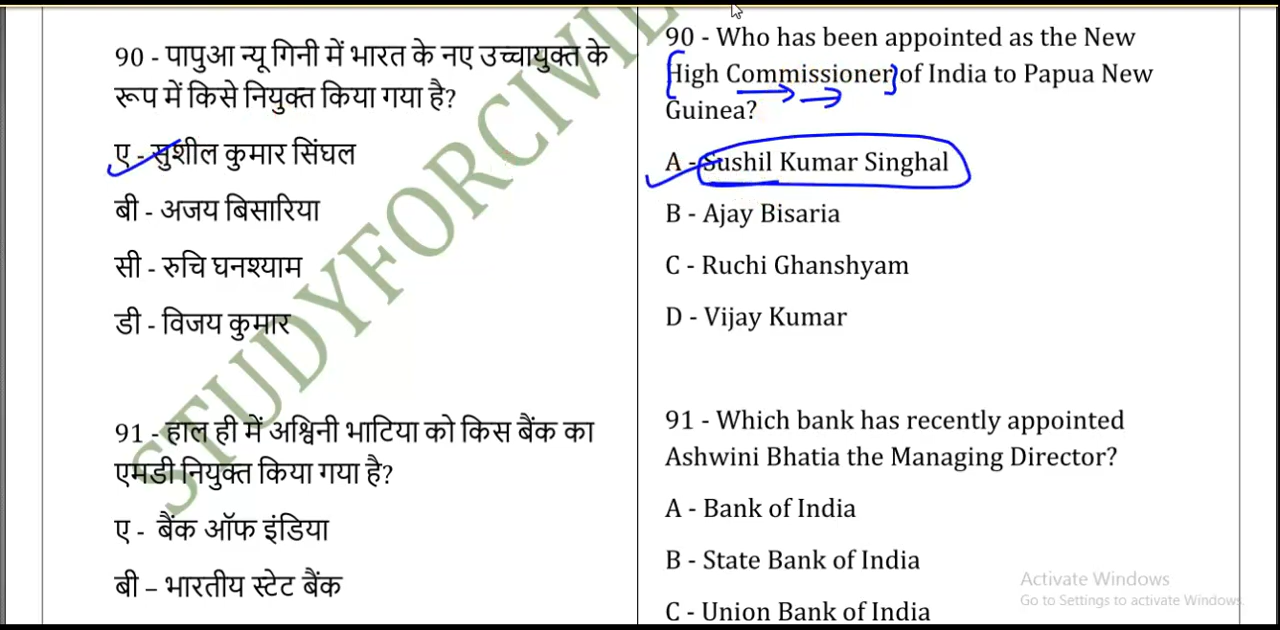 90 - पापुआ न्यू गिनी में भारत के नए उच्चायुक्त के
रूप में किसे नियुक्त किया गया है?
ए - सुशील कुमार सिंघल
बी - अजय बिसारिया
सी - रुचि घनश्याम
डी - विजय कुमार
91 - हाल ही में अश्विनी भाटिया को किस बैंक का
एमडी नियुक्त किया गया है?
ए - बैंक ऑफ इंडिया
बी – भारतीय स्टेट बैंक
90 - Who has been appointed as the New
High Commissioner of India to Papua New
Guinea?
A - Sushil Kumar Singhal
B - Ajay Bisaria
C - Ruchi Ghanshyam
D - Vijay Kumar
91 - Which bank has recently appointed
Ashwini Bhatia the Managing Director?
A - Bank of India
B - State Bank of India
C - Union Bank of India
STUDYFORCIVIL
Activate Windows
Go to Settings to activate Windows.